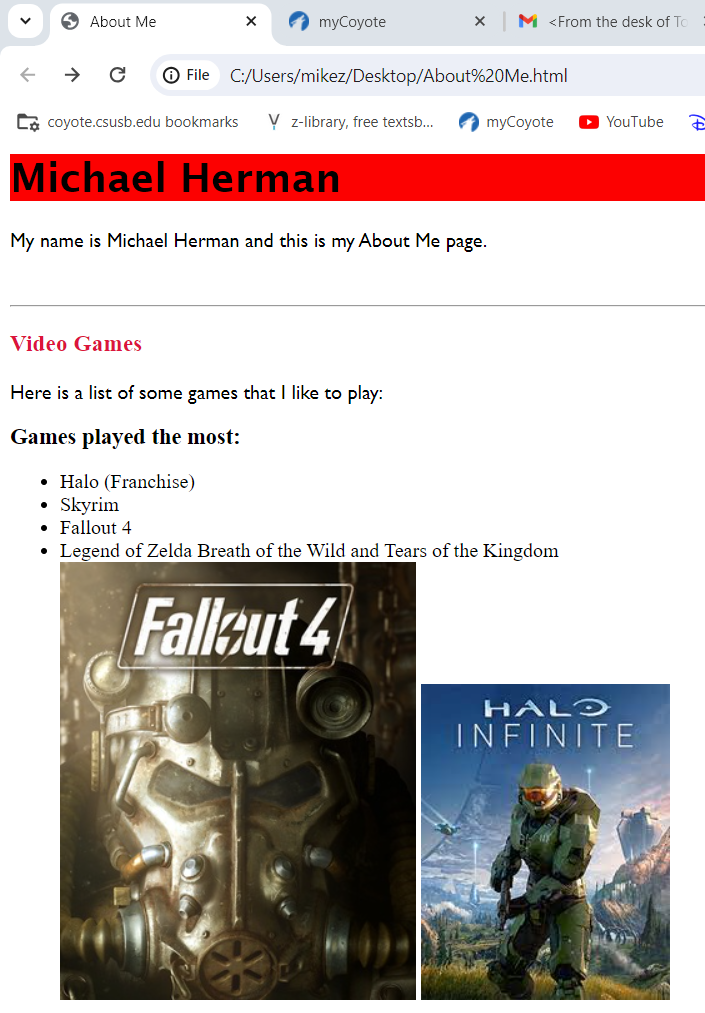 About Me
myCoyote
<From the desk of To
File
C:/Users/mikez/Desktop/About%20Me.html
coyote.csusb.edu bookmarks
z-library, free textsb...
myCoyote
YouTube
Michael Herman
My name is Michael Herman and this is my About Me page.
Video Games
Here is a list of some games that I like to play:
Games played the most:
Halo (Franchise)
Skyrim
Fallout 4
Legend of Zelda Breath of the Wild and Tears of the Kingdom
Fallout 4
HALO
INFINITE